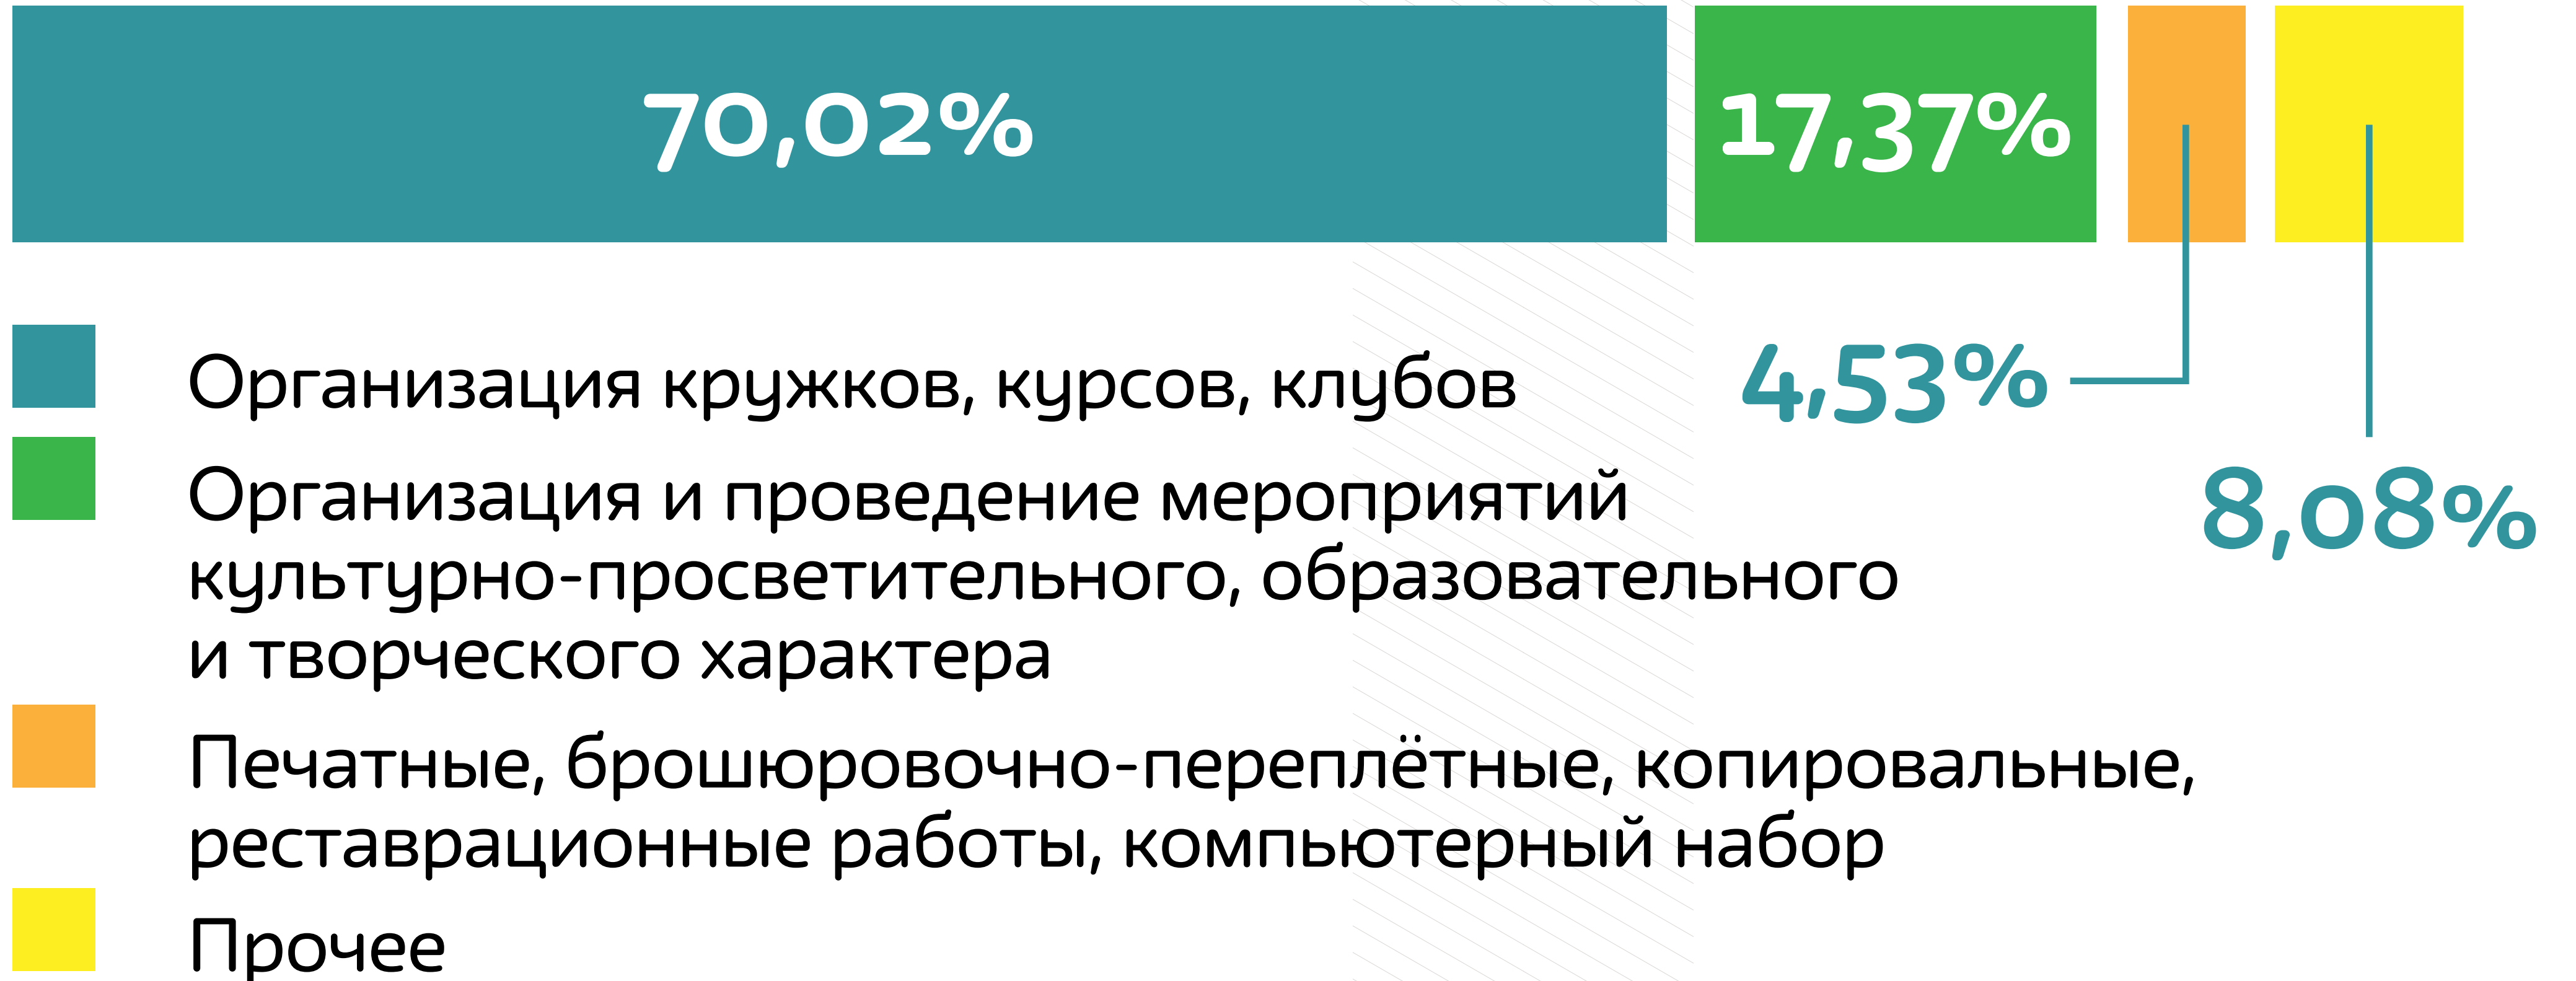 70,02%
17,37%
Организация кружков, курсов, клубов
4,53%
Организация и проведение мероприятий
8,08%
культурно-просветительного, образовательного
и творческого характера
Печатные, брошюровочно-переплётные, копировальные,
реставрационные работы, компьютерный набор
Прочее